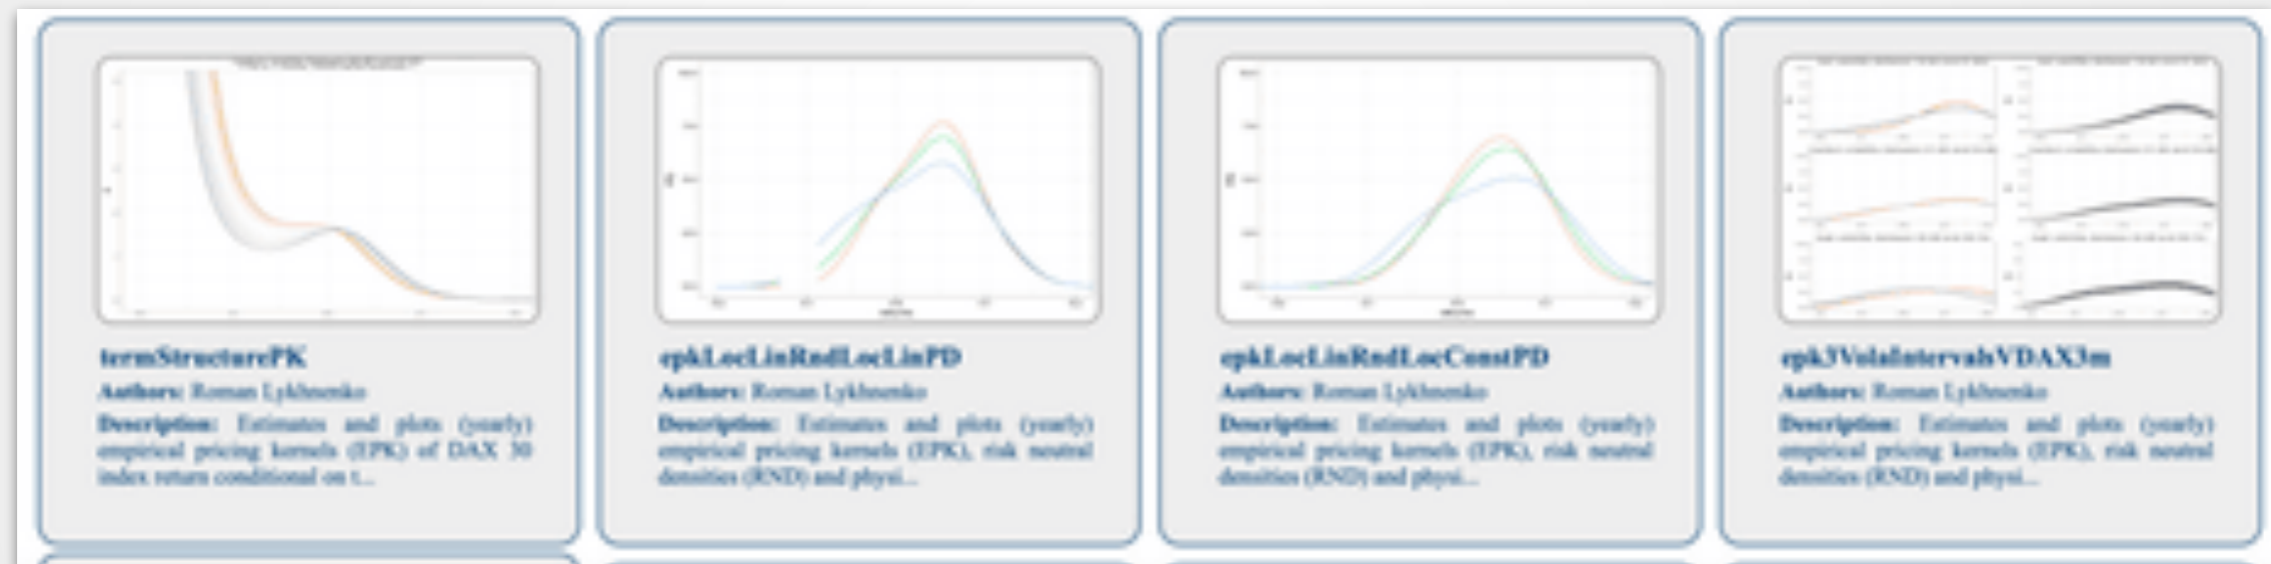 termStructurePK
Authors: Roman Lykhnenko
Description: Estimates and plots (yearly)
empirical pricing kernels (EPK) of DAX 30
index return conditional on t...
epkLocLinRndLocLinPD
Authors: Roman Lykhnenko
Description: Estimates and plots (yearly)
empirical pricing kernels (EPK), risk neutral
densities (RND) and physi...
epkLocLinRndLocConstPD
Authors: Roman Lykhnenko
Description: Estimates and plots (yearly)
empirical pricing kernels (EPK), risk neutral
densities (RND) and physi...
epk3VolaIntervalsVDAX3m
Authors: Roman Lykhnenko
Description: Estimates and plots (yearly)
empirical pricing kernels (EPK), risk neutral
densities (RND) and physi...